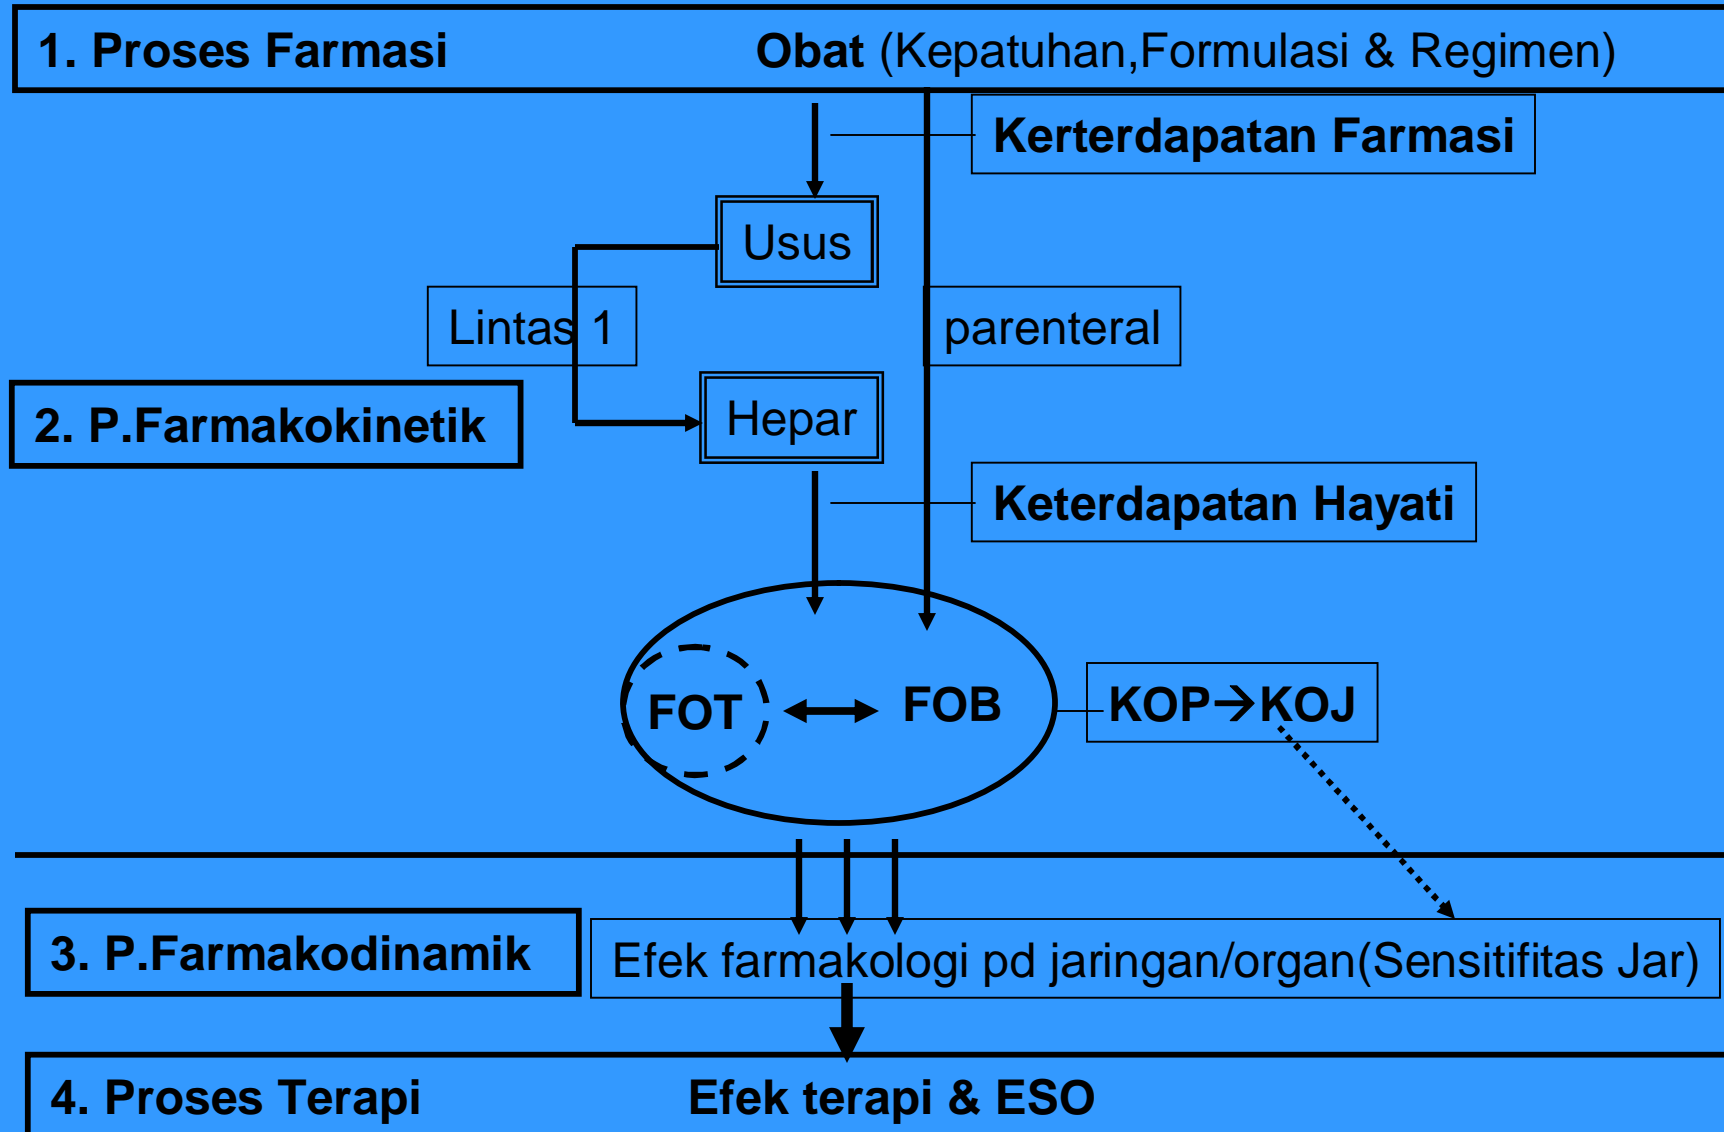 1. Proses Farmasi Obat (Kepatuhan,Formulasi & Regimen)
Kerterdapatan Farmasi
Usus
Lintas 1
parenteral
Hepar
2. P.Farmakokinetik
Keterdapatan Hayati
FOT FOB
KOP→KOJ
3. P.Farmakodinamik
Efek farmakologi pd jaringan/organ(Sensitifitas Jar)
4. Proses Terapi Efek terapi & ESO